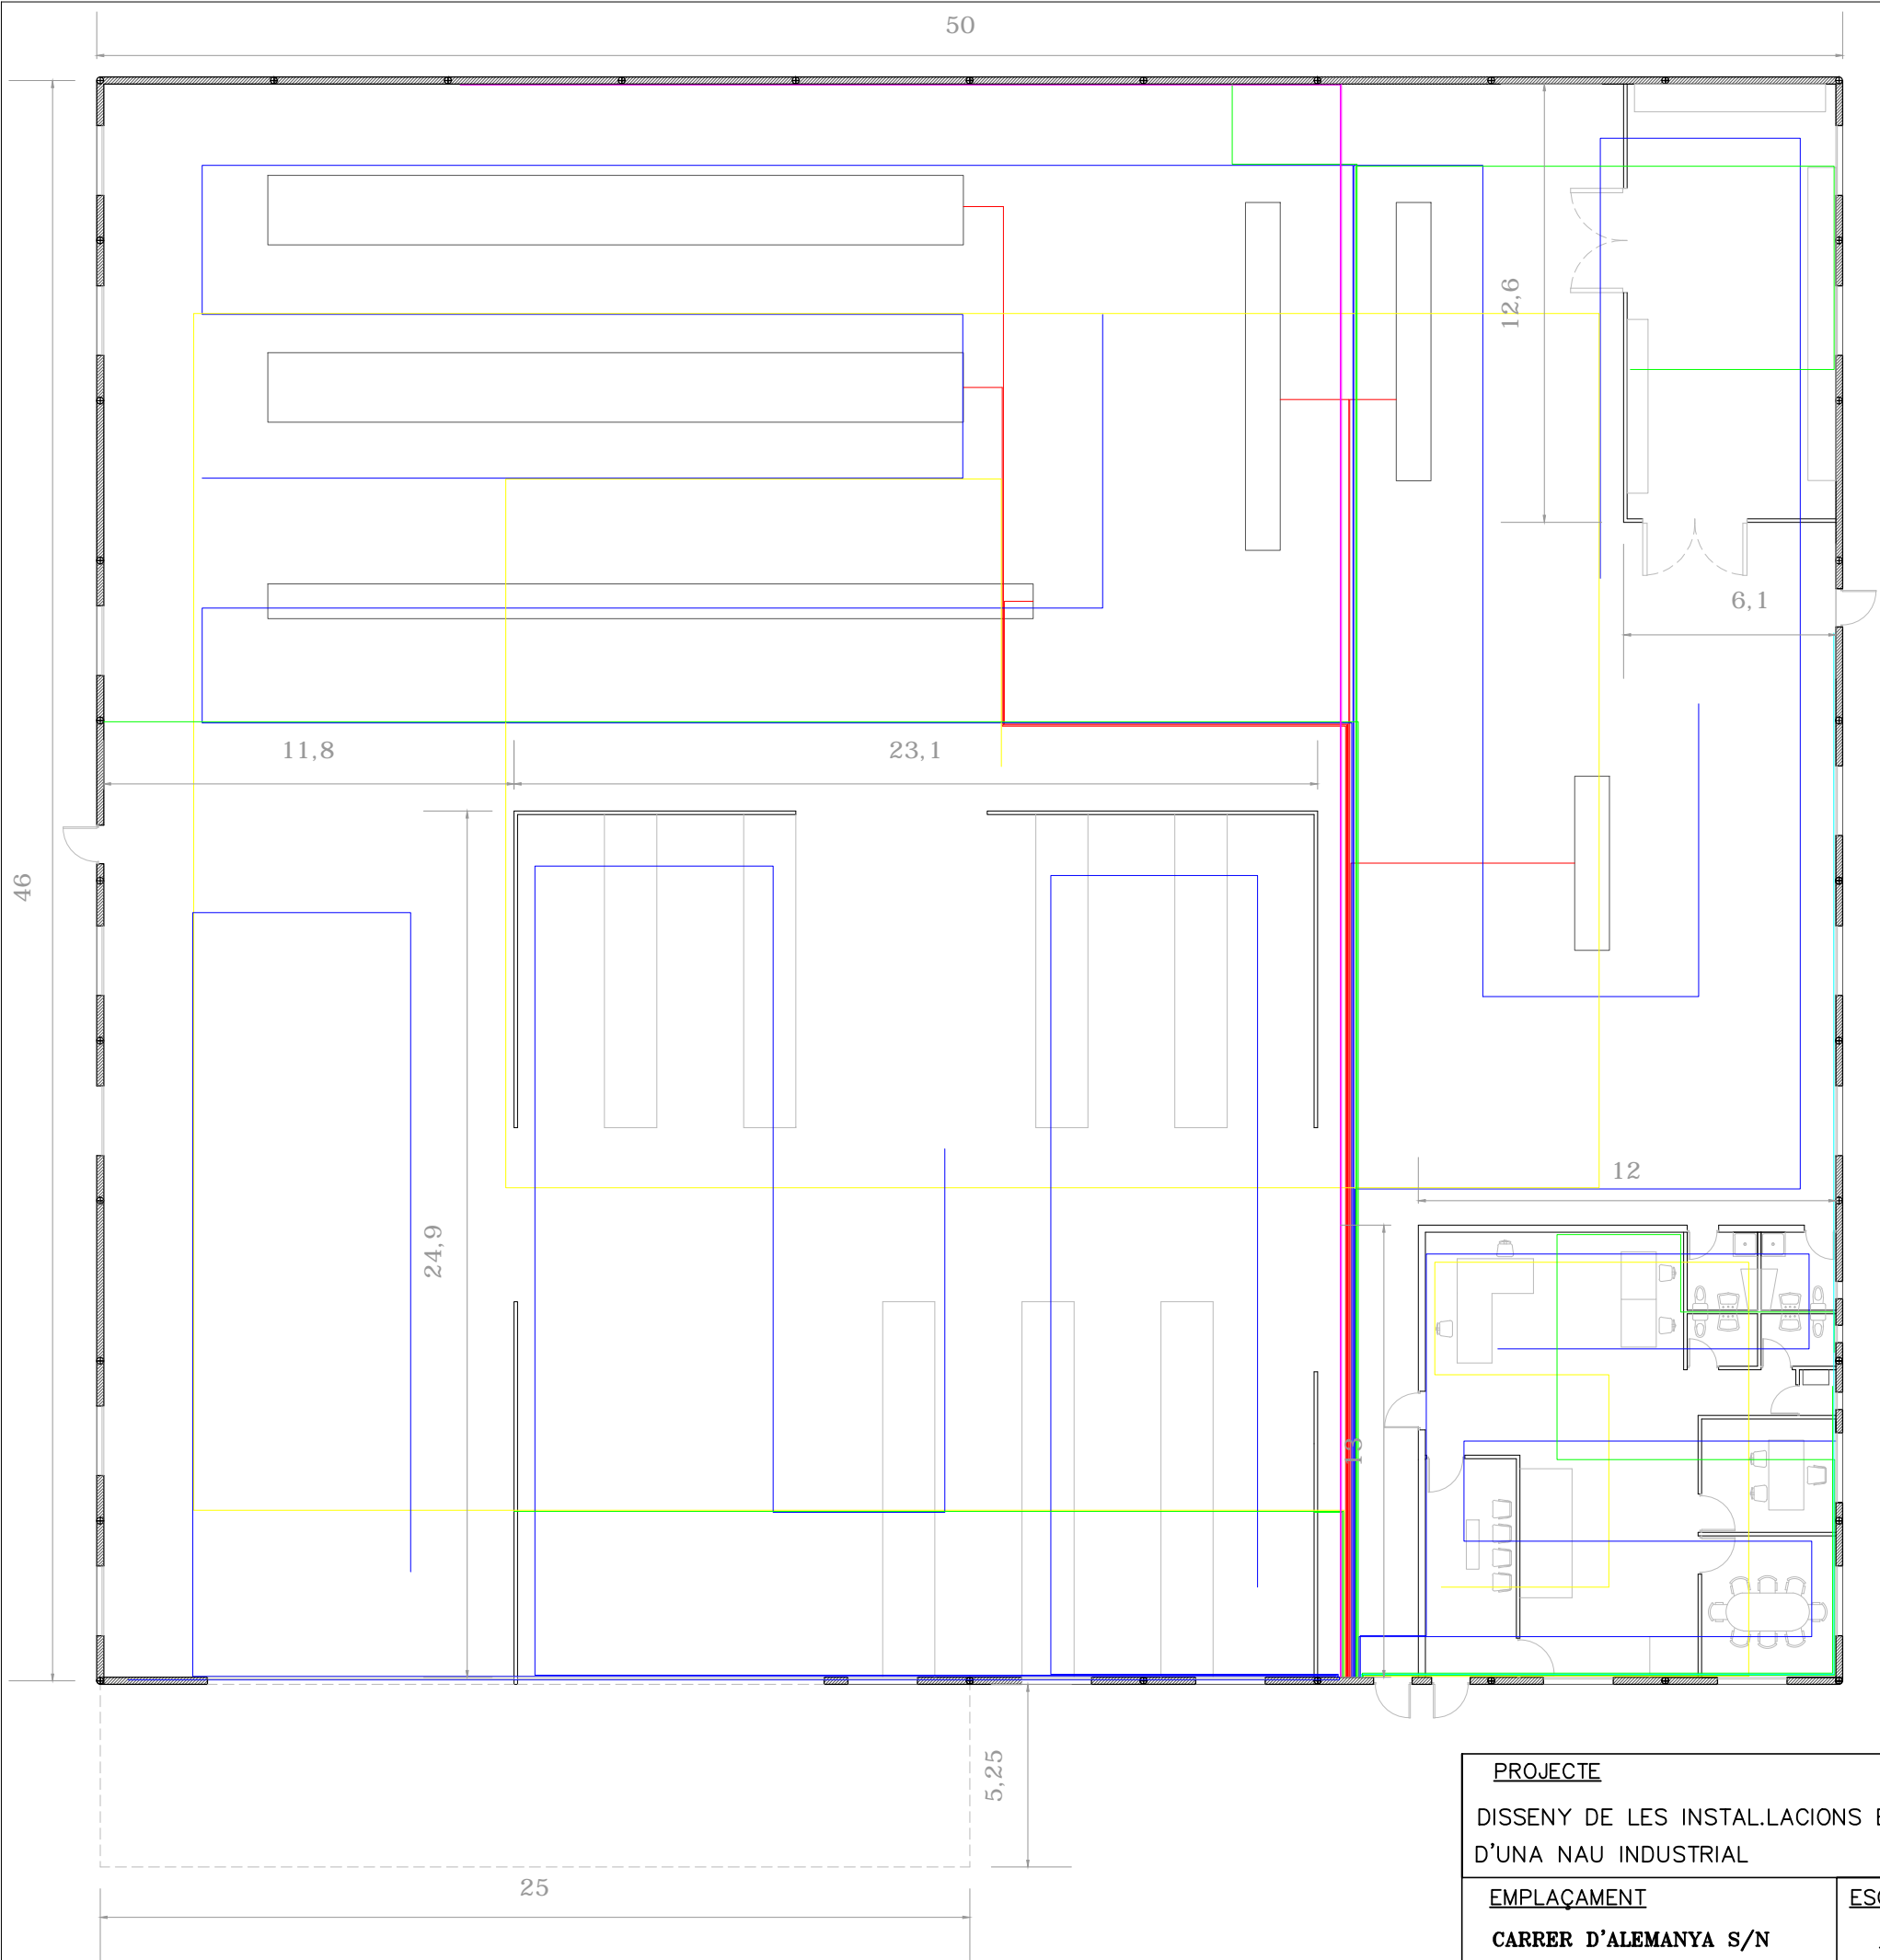 50
12,6
6,1
11,8
23,1
46
12
24,9
13
5,25
25
PROJECTE
DISSENY DE LES INSTAL.LACIONS
D'UNA NAU INDUSTRIAL
EMPLAÇAMENT
CARRER D'ALEMANYA S/N